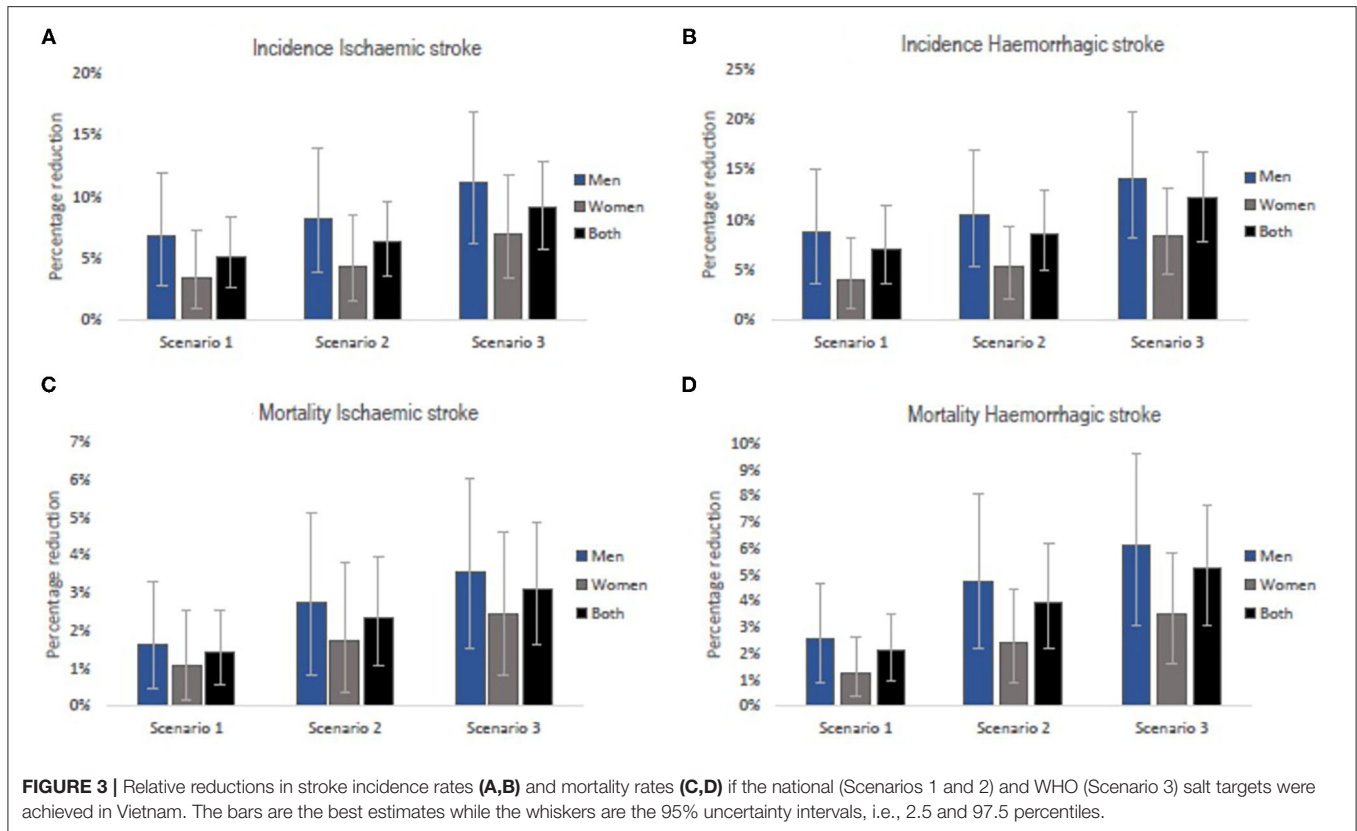 A
Incidence Ischaemic stroke
20%
15%
10%
5%
0%
Percentage reduction
Scenario 1
Scenario 2
Scenario 3
Men
Women
Both
B
Incidence Haemorrhagic stroke
25%
20%
15%
10%
5%
0%
Percentage reduction
Scenario 1
Scenario 2
Scenario 3
Men
Women
Both
C
Mortality Ischaemic stroke
7%
6%
5%
4%
3%
2%
1%
0%
Percentage reduction
Scenario 1
Scenario 2
Scenario 3
Men
Women
Both
D
Mortality Haemorrhagic stroke
10%
9%
8%
7%
6%
5%
4%
3%
2%
1%
0%
Percentage reduction
Scenario 1
Scenario 2
Scenario 3
Men
Women
Both
FIGURE 3 | Relative reductions in stroke incidence rates (A,B) and mortality rates (C,D) if the national (Scenarios 1 and 2) and WHO (Scenario 3) salt targets were
achieved in Vietnam. The bars are the best estimates while the whiskers are the 95% uncertainty intervals, i.e., 2.5 and 97.5 percentiles.